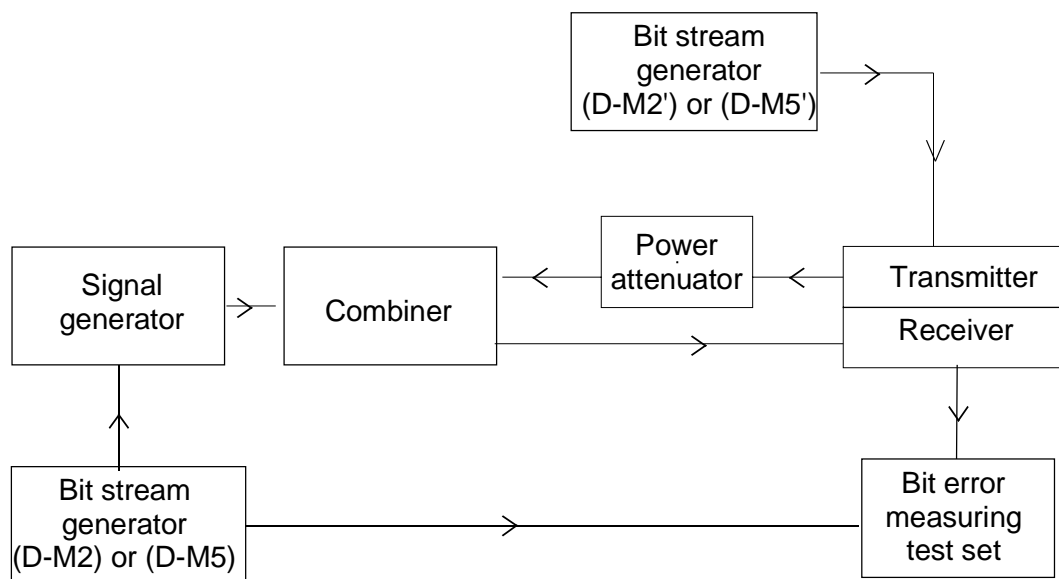 Bit stream
generator
(D-M2') or (D-M5')
Power
attenuator
Signal
generator
Combiner
Transmitter
Receiver
Bit stream
generator
(D-M2) or (D-M5)
Bit error
measuring
test set